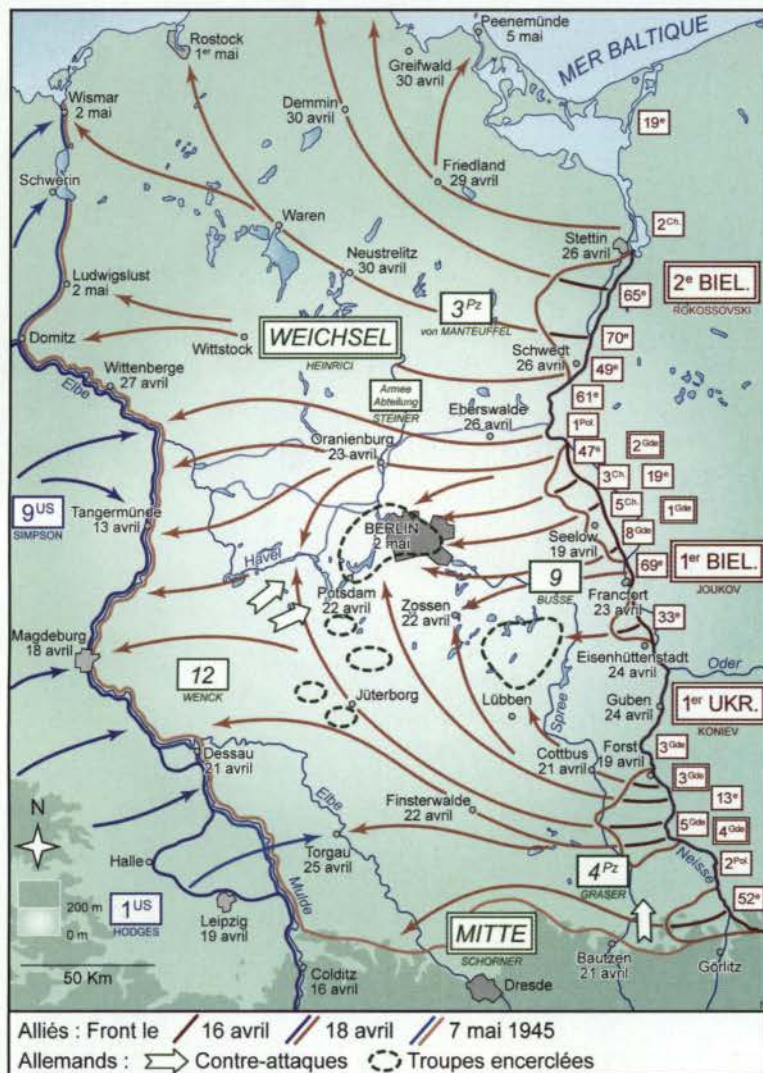 Peenemünde
5 mai
Rostock
1er mai
Greifwald
30 avril
MER BALTIQUE
Wismar
2 mai
Demmin
30 avril
19e
Schwerin
Friedland
29 avril
2Ch.
Waren
Stettin
26 avril
Neustrelitz
30 avril
2e BIEL.
ROKOSSOVSKI
Ludwigslust
2 mai
65e
3Pz
von MANTEUFFEL
WEICHSEL
HEINRICI
70e
Domitz
Wittstock
Schwedt
26 avril
49e
Wittenberge
27 avril
Elbe
Armee
Abteilung
STEINER
61e
Eberswalde
26 avril
1Pol.
Oranienburg
23 avril
47e
2Gde
3Ch.
19e
9US
SIMPSON
Tangermünde
13 avril
5Ch.
1Gde
BERLIN
2 mai
Seelow
19 avril
8Gde
Havel
1er BIEL.
JOUKOV
69e
9
BUSSE
Potsdam
22 avril
Zossen
22 avril
Francfort
23 avril
33e
Magdeburg
18 avril
Eisenhüttenstadt
24 avril
Oder
12
WENCK
Jüterborg
Lübben
Spree
Guben
24 avril
1er UKR.
KONIEV
Dessau
21 avril
Cottbus
21 avril
Forst
19 avril
3Gde
3Gde
Elbe
Finsterwalde
22 avril
13e
N
5Gde
4Gde
Torgau
25 avril
Halle
4Pz
GRASER
Neisse
2Pol.
200 m
0 m
1US
HODGES
Leipzig
19 avril
Mulde
52e
MITTE
SCHORNER
50 Km
Colditz
16 avril
Dresde
Bautzen
21 avril
Görlitz
Alliés : Front le 16 avril 18 avril 7 mai 1945
Allemands : Contre-attaques Troupes encerclées